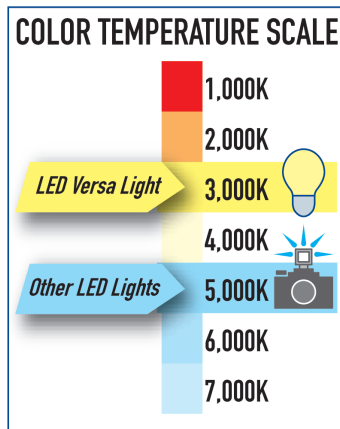 COLOR TEMPERATURE SCALE
1,000K
2,000K
LED Versa Light 3,000K
4,000K
Other LED Lights 5,000K
6,000K
7,000K